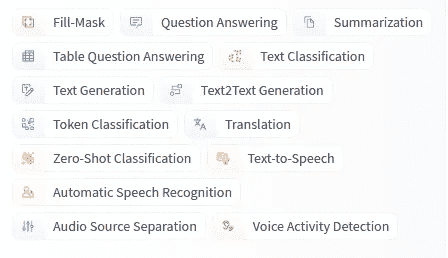 Fill-Mask Question Answering Summarization
Table Question Answering Text Classification
Text Generation Text2Text Generation
Token Classification Translation
Zero-Shot Classification Text-to-Speech
Automatic Speech Recognition
Audio Source Separation Voice Activity Detection